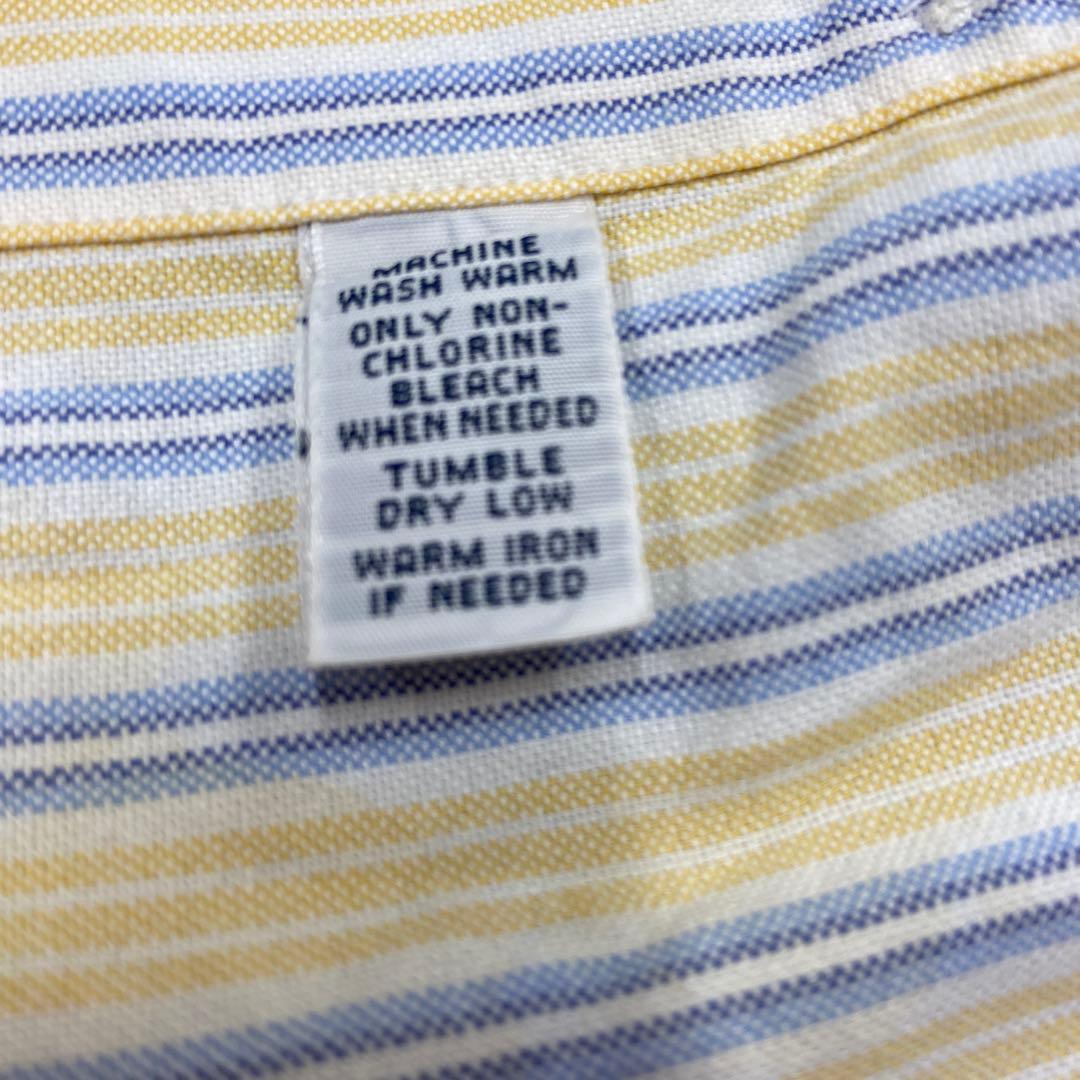 MACHINE
WASH WARM
ONLY NON-
CHLORINE
BLEACH
WHEN NEEDED
TUMBLE
DRY LOW
WARM IRON
IF NEEDED